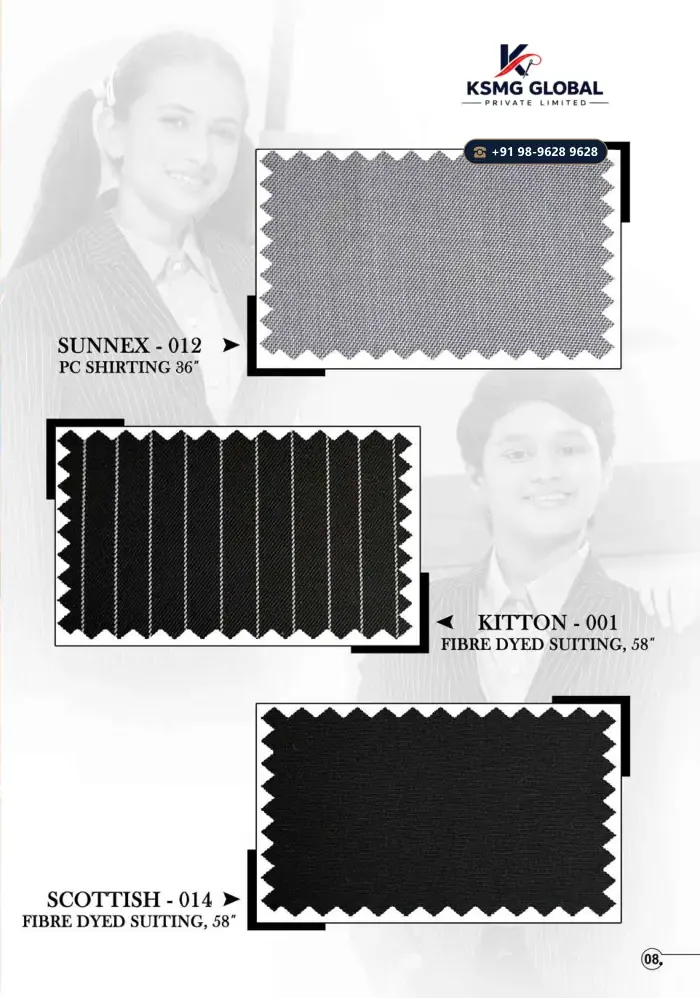 KSMG GLOBAL
PRIVATE LIMITED
+91 98-9628 9628
SUNNEX - 012
PC SHIRTING 36"
KITTON - 001
FIBRE DYED SUITING, 58"
SCOTTISH - 014
FIBRE DYED SUITING, 58"
08.